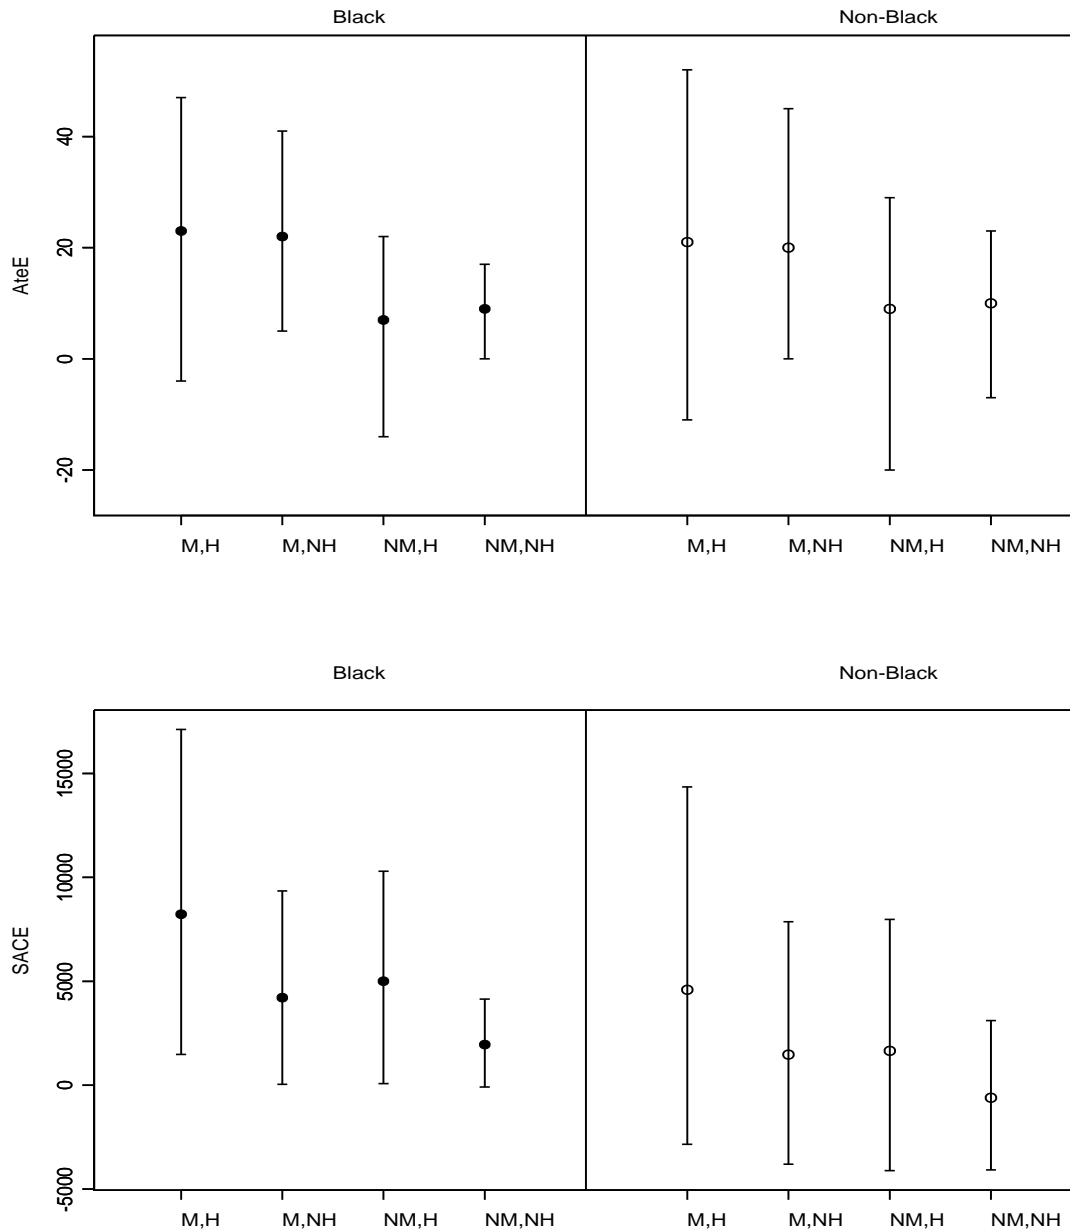 Black Non-Black
AteE
40
20
0
-20
M,H M,NH NM,H NM,NH M,H M,NH NM,H NM,NH
Black Non-Black
SACE
15000
10000
5000
0
-5000
M,H M,NH NM,H NM,NH M,H M,NH NM,H NM,NH